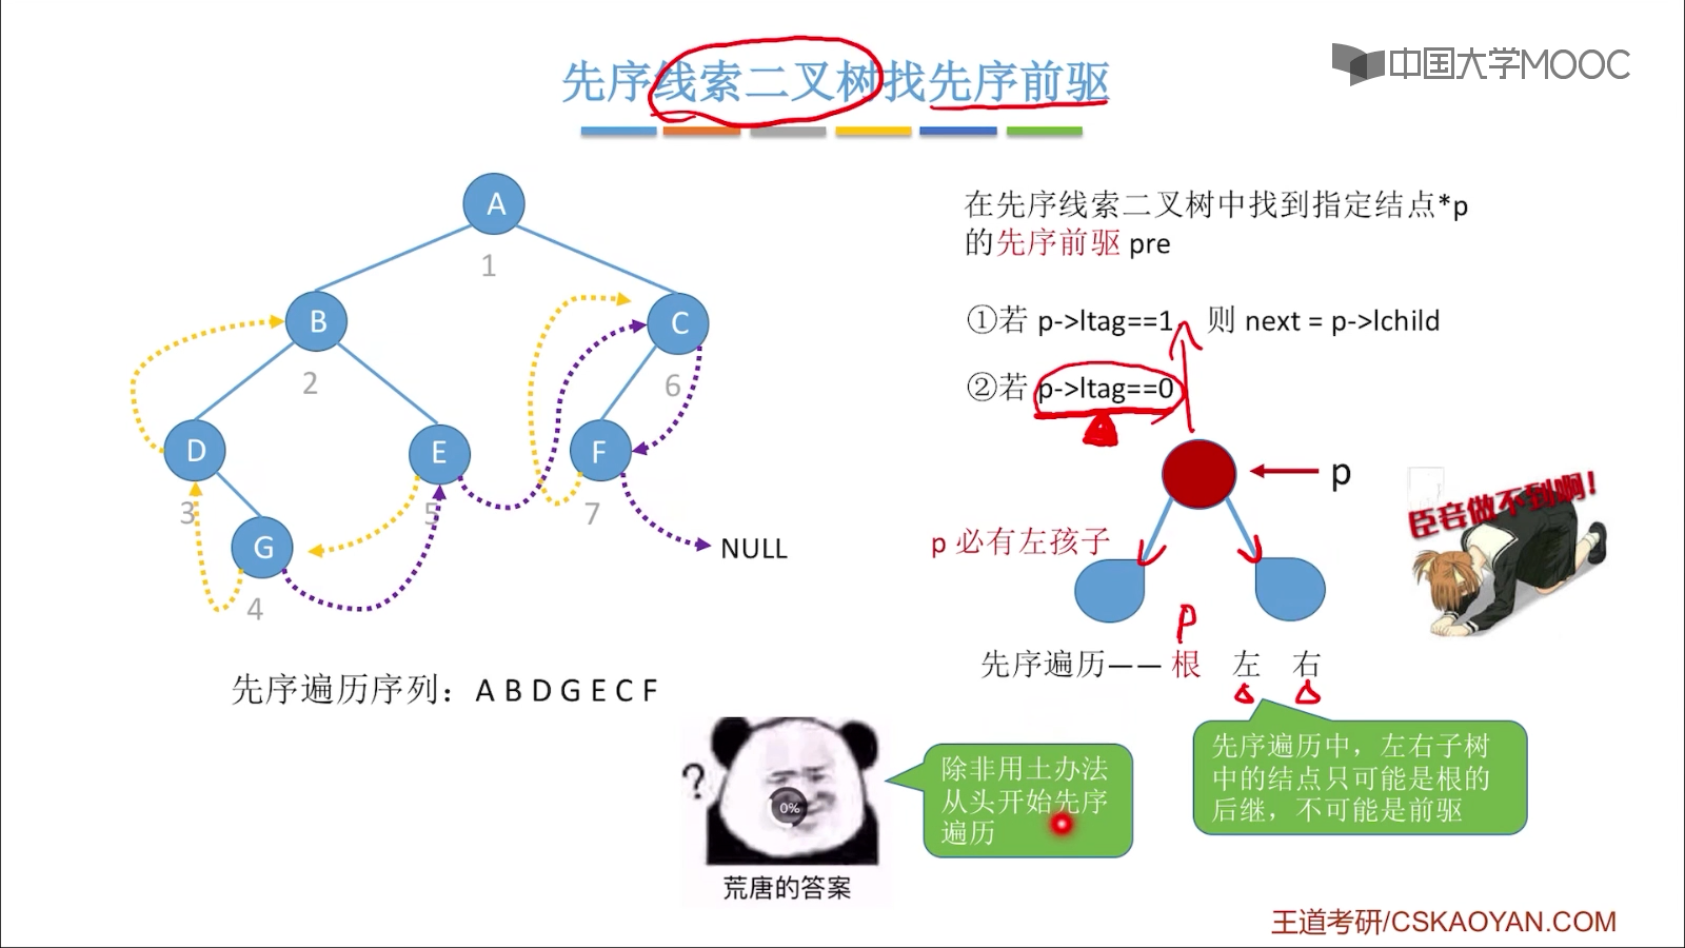 先序线索二叉树找先序前驱
中国大学MOOC
A
1
B
C
2
6
D
E
F
3
5
7
G
NULL
4
先序遍历序列：A B D G E C F
在先序线索二叉树中找到指定结点*p
的先序前驱 pre
①若 p->ltag==1， 则 next = p->lchild
②若 p->ltag==0
p
p 必有左孩子
臣妾做不到啊！
P
先序遍历—— 根 左 右
先序遍历中，左右子树
中的结点只可能是根的
后继，不可能是前驱
除非用土办法
从头开始先序
遍历
?
0%
荒唐的答案
王道考研/CSKAOYAN.COM